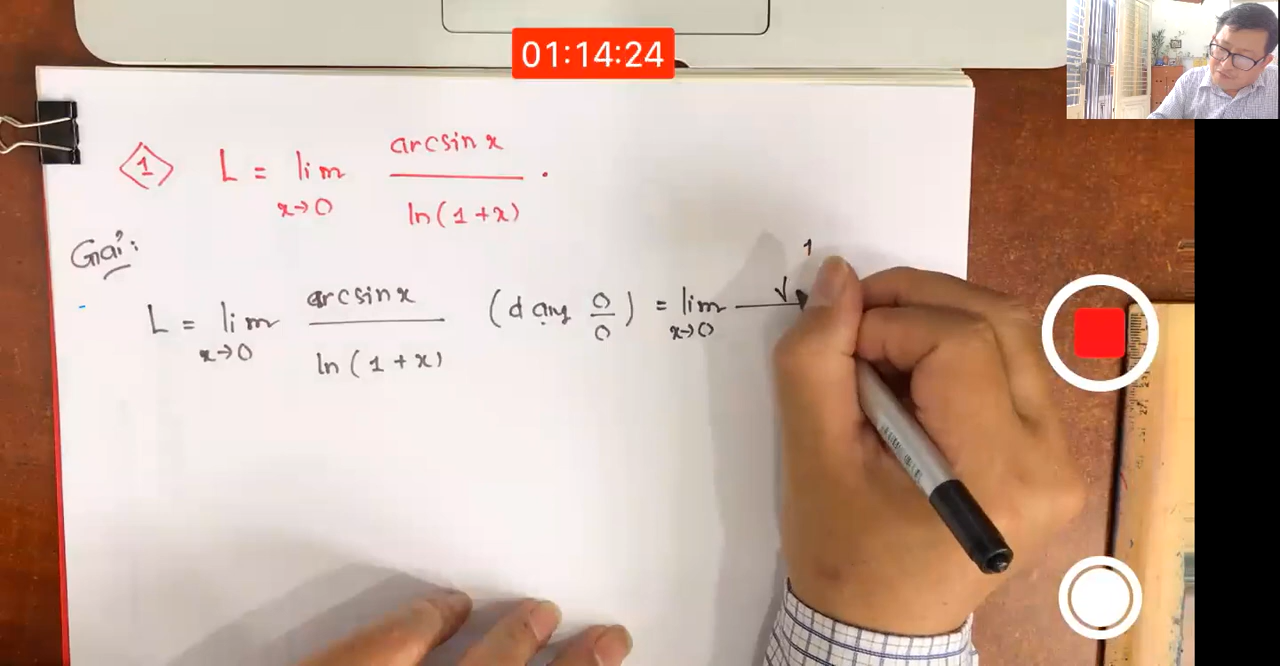 01:14:24
1 L = lim x→0 arcsin x / ln(1+x) .
Giải:
L = lim x→0 arcsin x / ln(1+x) (dạng 0/0) = lim x→0 1 / √